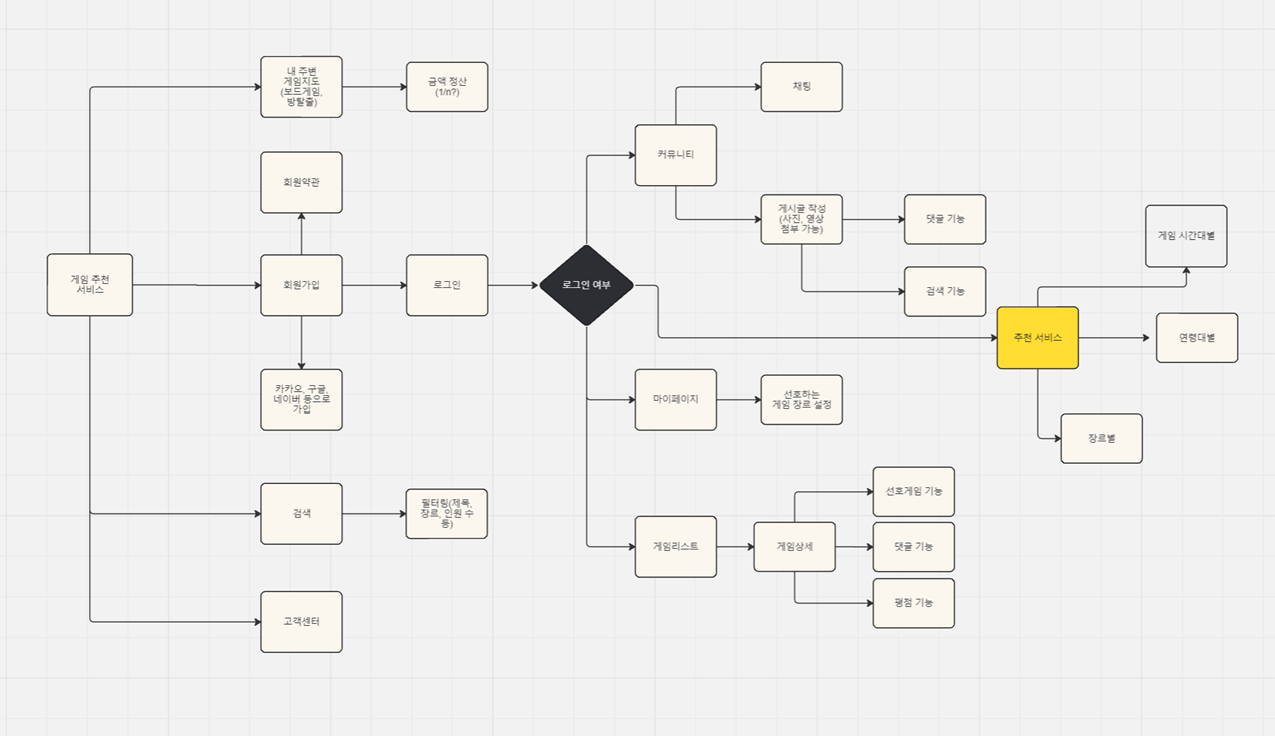 게임 추천
서비스
내 주변
게임지도
(보드게임,
방탈출)
금액 정산
(1/n?)
회원약관
회원가입
로그인
카카오, 구글,
네이버 등으로
가입
검색
필터링(제목,
장르, 인원 수
등)
고객센터
로그인 여부
커뮤니티
채팅
게시글 작성
(사진, 영상
첨부 가능)
댓글 기능
검색 기능
추천 서비스
게임 시간대별
연령대별
장르별
마이페이지
선호하는
게임 장르 설정
게임리스트
게임상세
선호게임 기능
댓글 기능
평점 기능